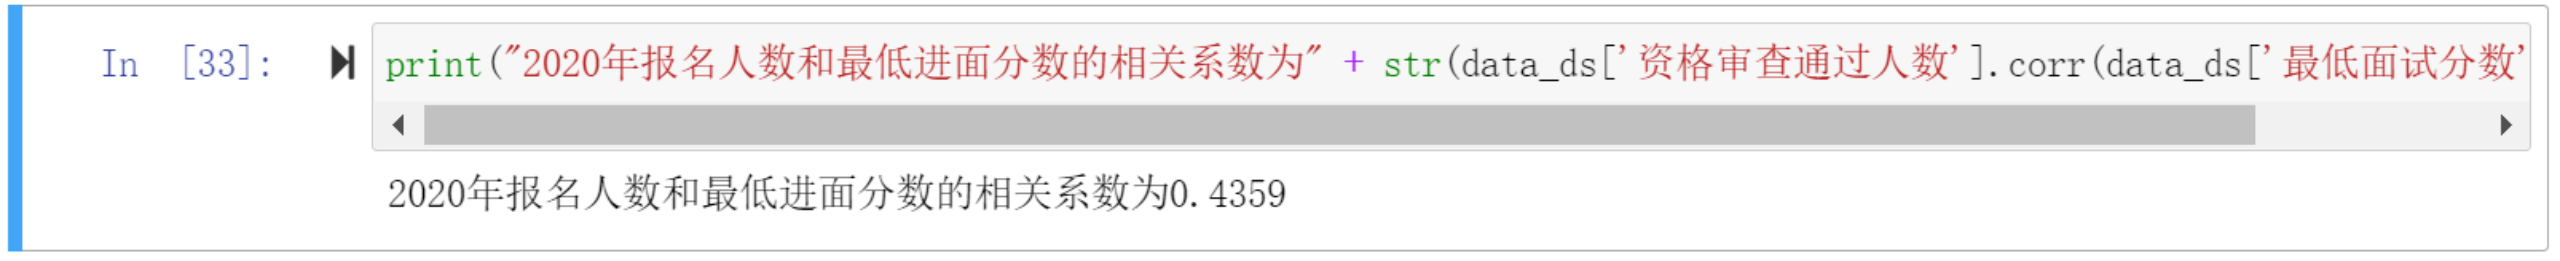 In [33]: print("2020年报名人数和最低进面分数的相关系数为" + str(data_ds['资格审查通过人数'].corr(data_ds['最低面试分数'
2020年报名人数和最低进面分数的相关系数为0.4359